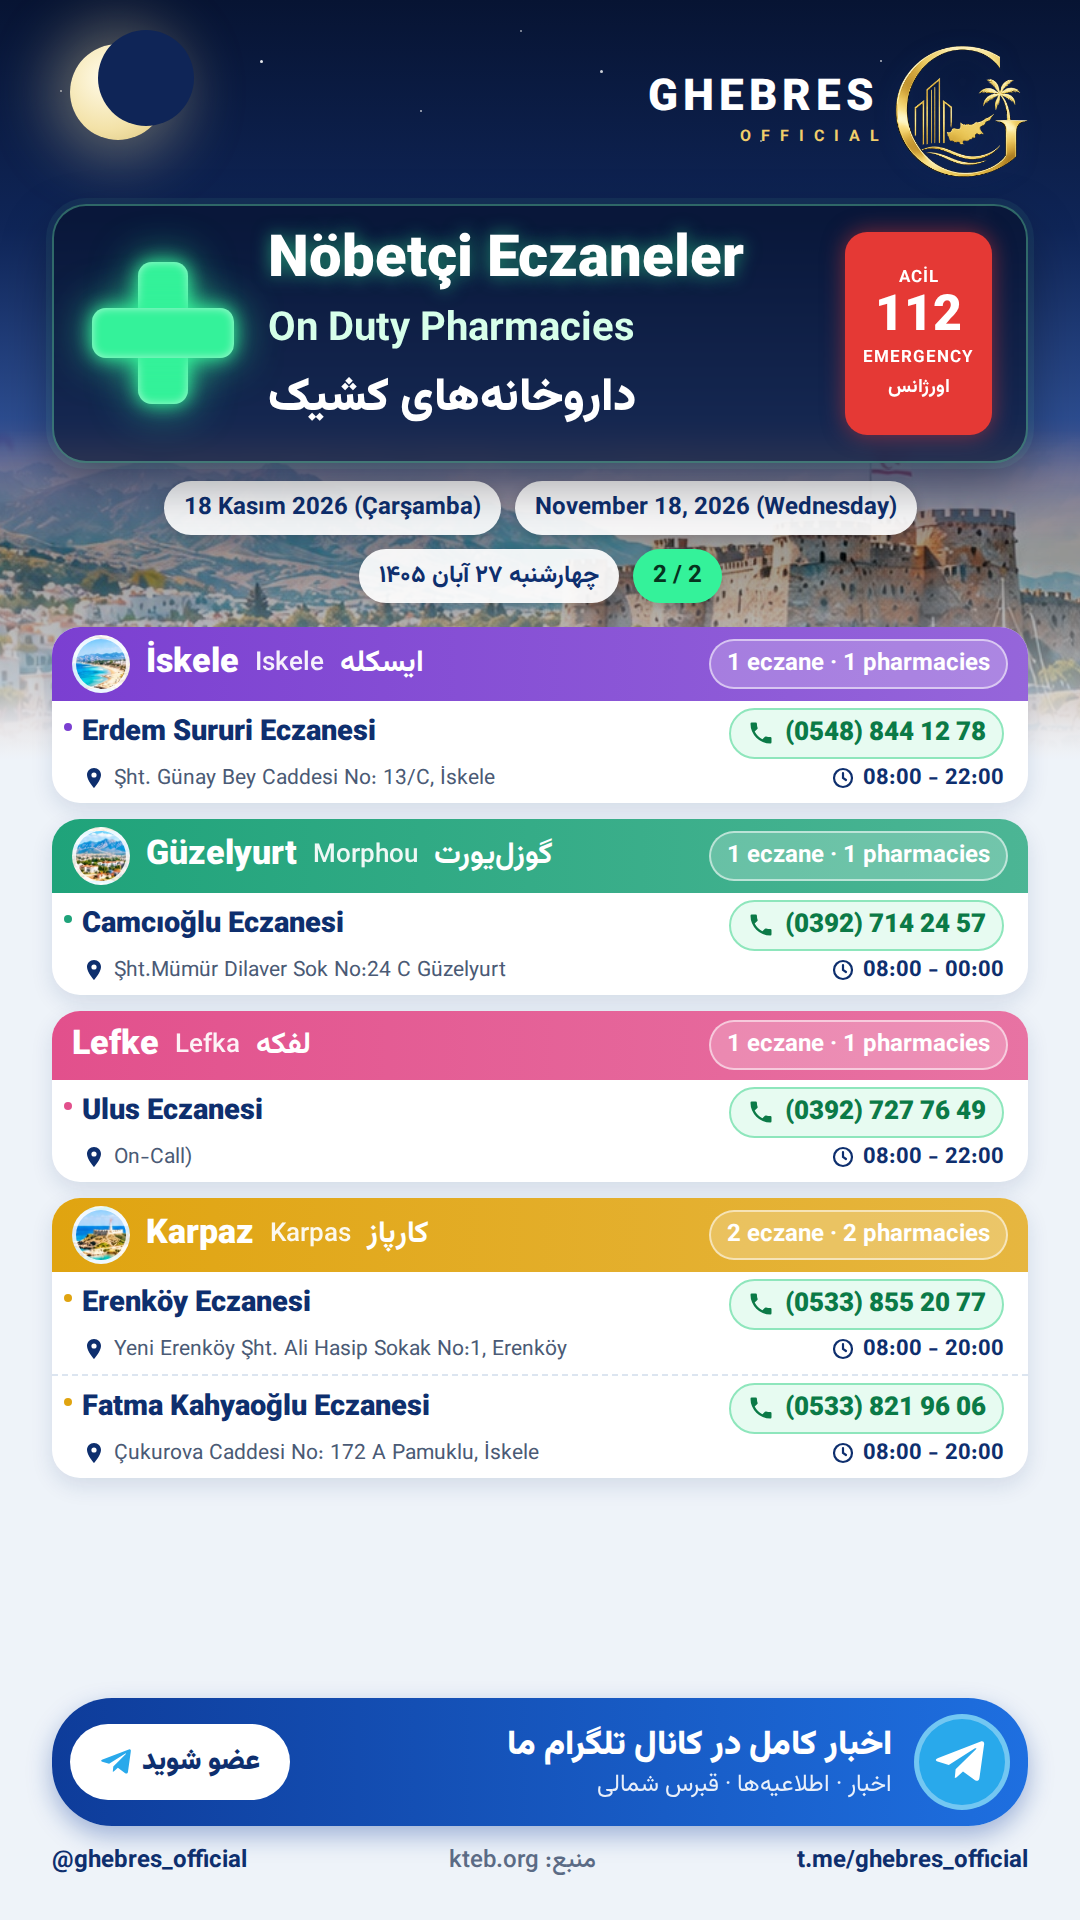 GHEBRES
OFFICIAL
Nöbetçi Eczaneler
On Duty Pharmacies
داروخانه‌های کشیک
ACİL
112
EMERGENCY
اورژانس
18 Kasım 2026 (Çarşamba)
November 18, 2026 (Wednesday)
چهارشنبه ۲۷ آبان ۱۴۰۵
2 / 2
İskele Iskele ایسکله
1 eczane · 1 pharmacies
Erdem Sururi Eczanesi
(0548) 844 12 78
Şht. Günay Bey Caddesi No: 13/C, İskele
08:00 - 22:00
Güzelyurt Morphou گوزل‌یورت
1 eczane · 1 pharmacies
Camcıoğlu Eczanesi
(0392) 714 24 57
Şht.Mümür Dilaver Sok No:24 C Güzelyurt
08:00 - 00:00
Lefke Lefka لفکه
1 eczane · 1 pharmacies
Ulus Eczanesi
(0392) 727 76 49
On-Call)
08:00 - 22:00
Karpaz Karpas کارپاز
2 eczane · 2 pharmacies
Erenköy Eczanesi
(0533) 855 20 77
Yeni Erenköy Şht. Ali Hasip Sokak No:1, Erenköy
08:00 - 20:00
Fatma Kahyaoğlu Eczanesi
(0533) 821 96 06
Çukurova Caddesi No: 172 A Pamuklu, İskele
08:00 - 20:00
اخبار کامل در کانال تلگرام ما
اخبار · اطلاعیه‌ها · قبرس شمالی
عضو شوید
@ghebres_official
منبع: kteb.org
t.me/ghebres_official